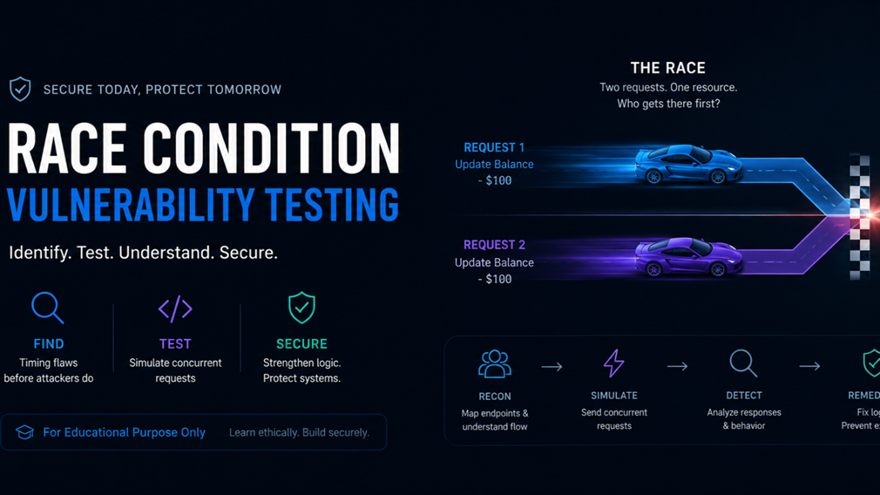 SECURE TODAY, PROTECT TOMORROW
RACE CONDITION
VULNERABILITY TESTING
Identify. Test. Understand. Secure.
FIND
Timing flaws
before attackers do
TEST
Simulate concurrent
requests
SECURE
Strengthen logic.
Protect systems.
For Educational Purpose Only
Learn ethically. Build securely.
THE RACE
Two requests. One resource.
Who gets there first?
REQUEST 1
Update Balance
- $100
REQUEST 2
Update Balance
- $100
RECON
Map endpoints &
understand flow
SIMULATE
Send concurrent
requests
DETECT
Analyze responses
& behavior
Fix
Prevent